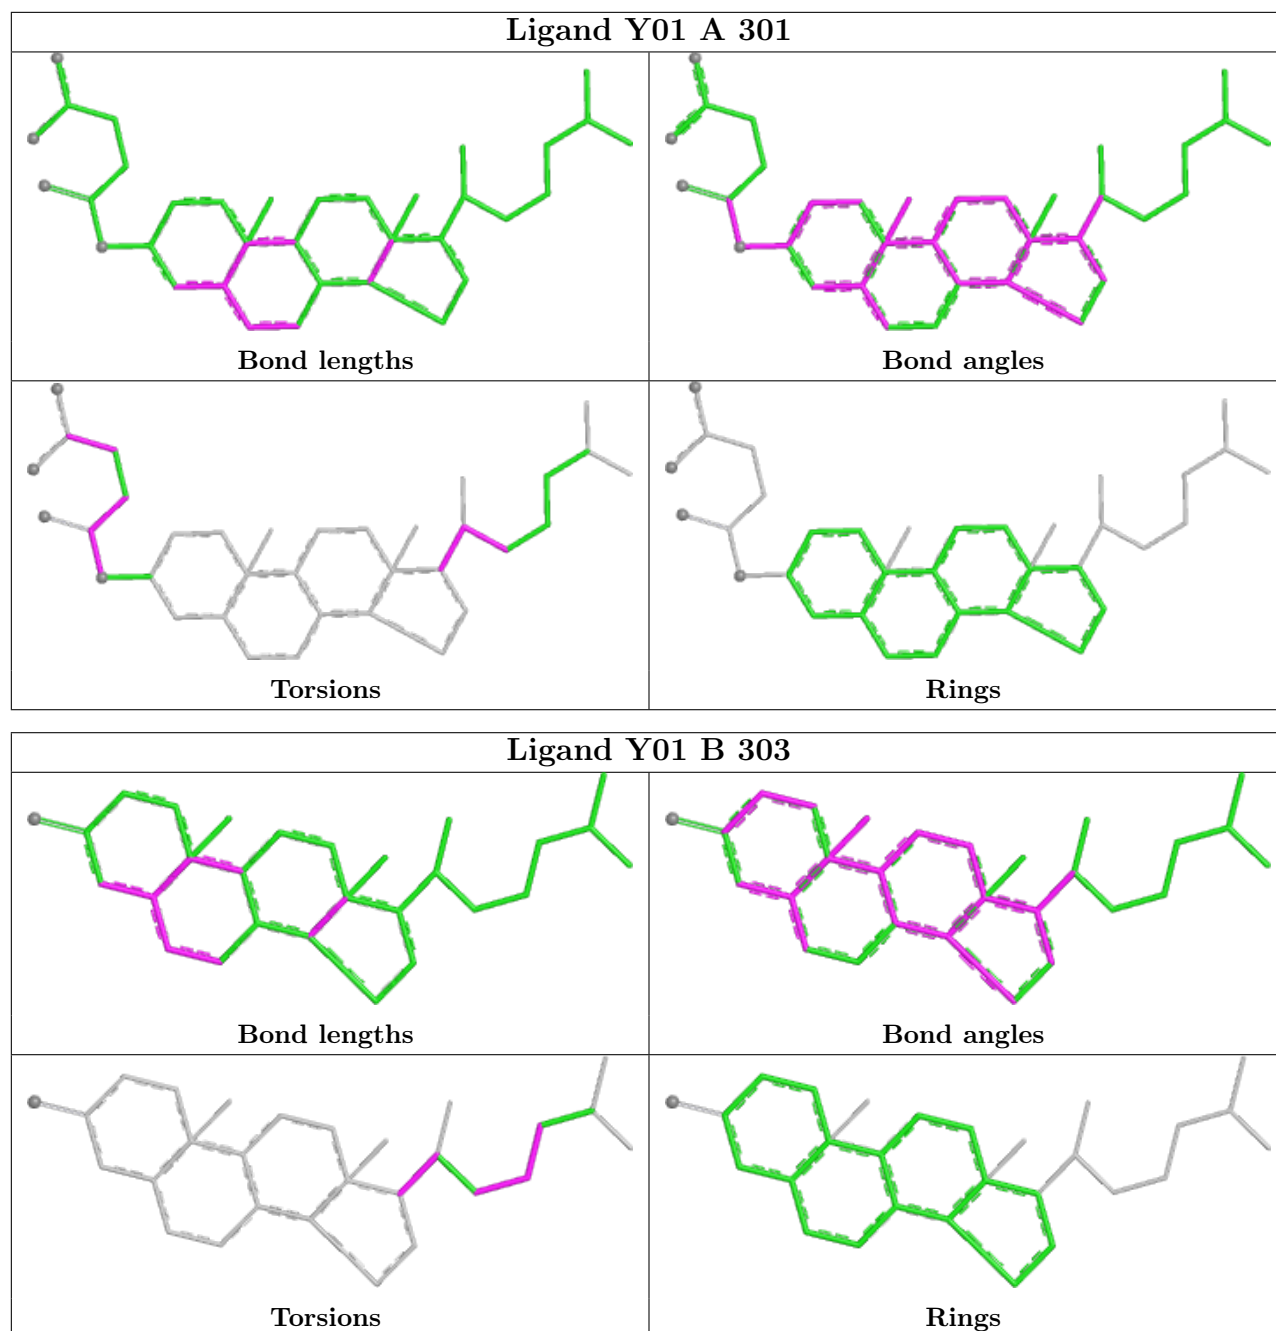 Ligand Y01 A 301
Bond lengths
Bond angles
Torsions
Rings
Ligand Y01 B 303
Bond lengths
Bond angles
Torsions
Rings